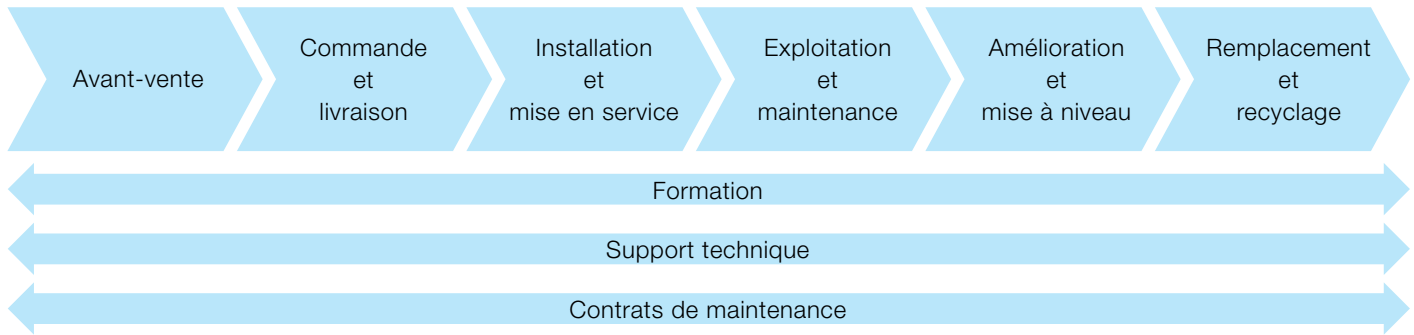 Avant-vente
Commande
et
livraison
Installation
et
mise en service
Exploitation
et
maintenance
Amélioration
et
mise à niveau
Remplacement
et
recyclage
Formation
Support technique
Contrats de maintenance